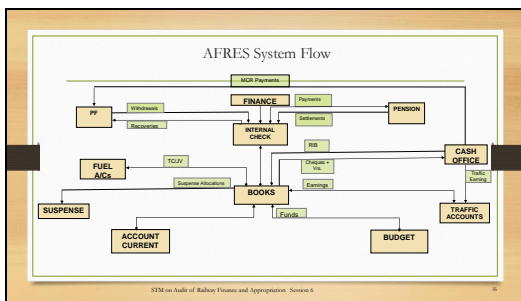 AFRES System Flow
MCR Payments
FINANCE
Withdrawals
Payments
PF
PENSION
Recoveries
INTERNAL
CHECK
Settlements
RIB
CASH
OFFICE
Cheques +
Vrs.
FUEL
A/Cs
TC/JV
Traffic
Earning
Suspense Allocations
BOOKS
Earnings
SUSPENSE
Funds
TRAFFIC
ACCOUNTS
ACCOUNT
CURRENT
BUDGET
STM on Audit of Railway Finance and Appropriation Session 6